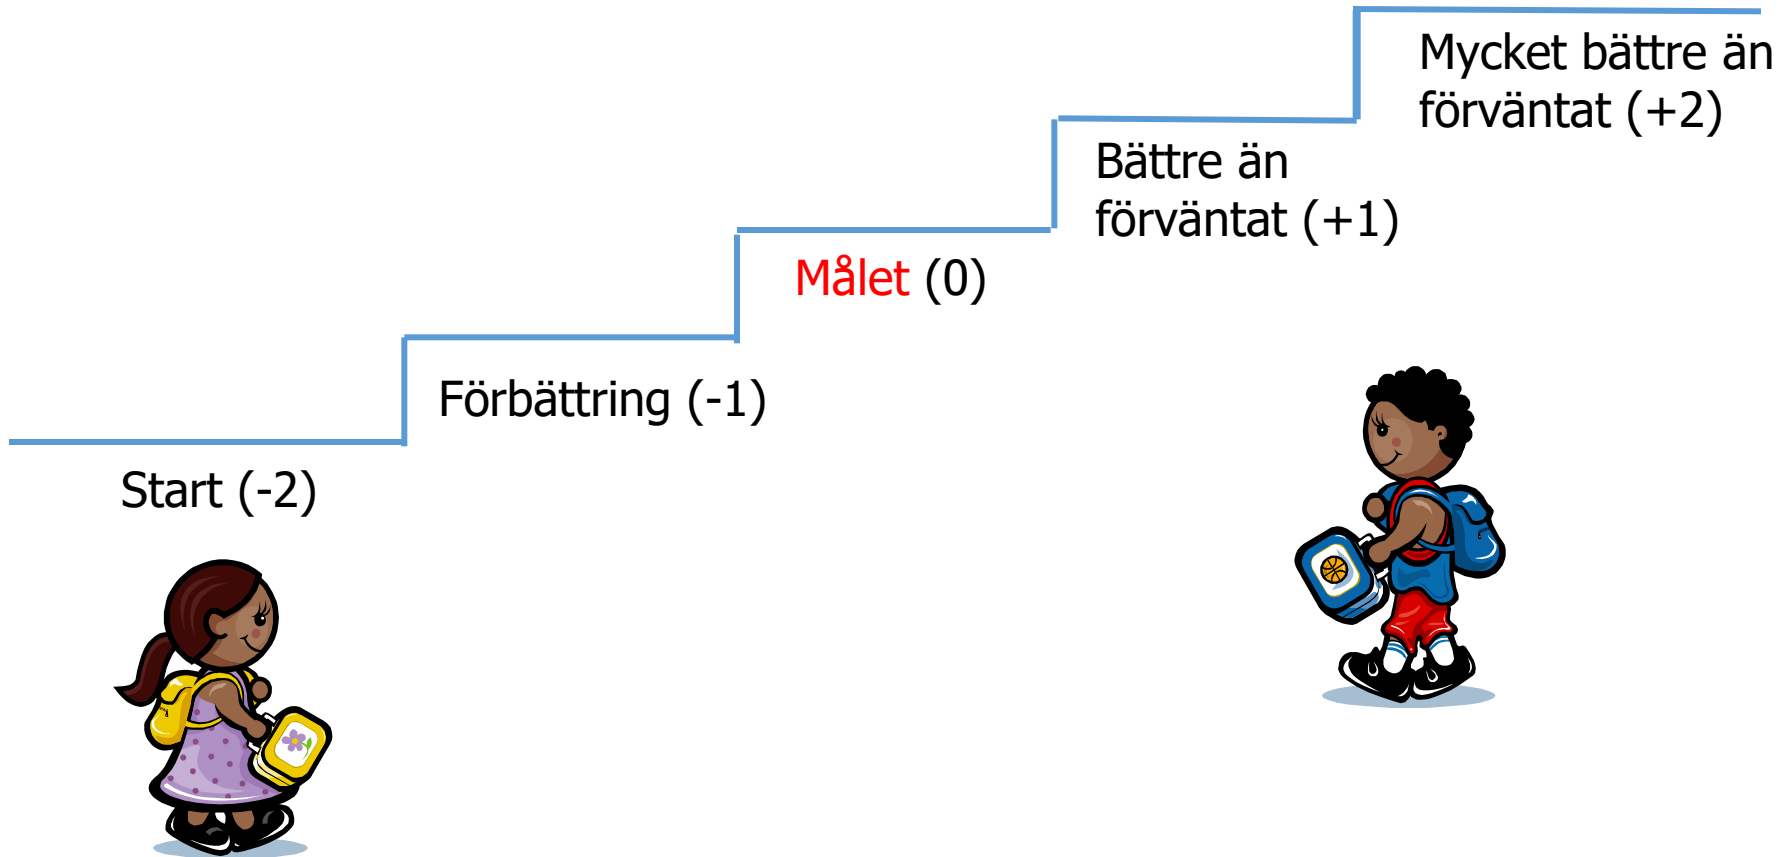 Mycket bättre än
förväntat (+2)
Bättre än
förväntat (+1)
Målet (0)
Förbättring (-1)
Start (-2)